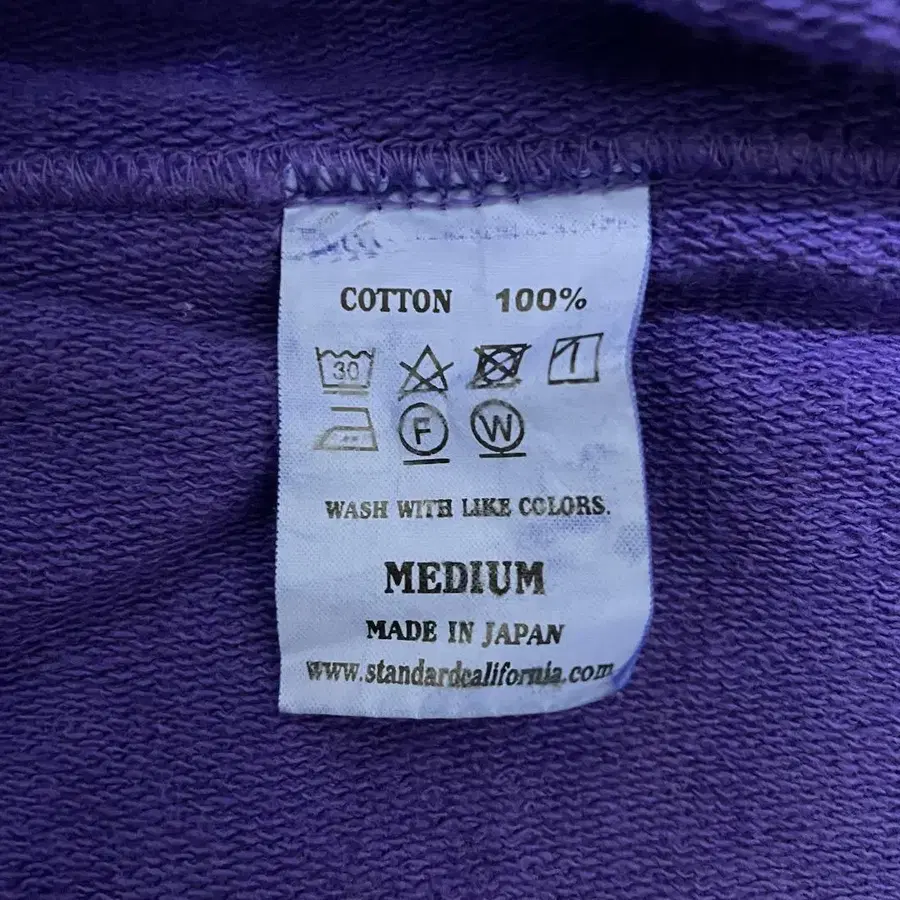 COTTON 100%
30
F W
WASH WITH LIKE COLORS.
MEDIUM
MADE IN JAPAN
www.standardcalifornia.com